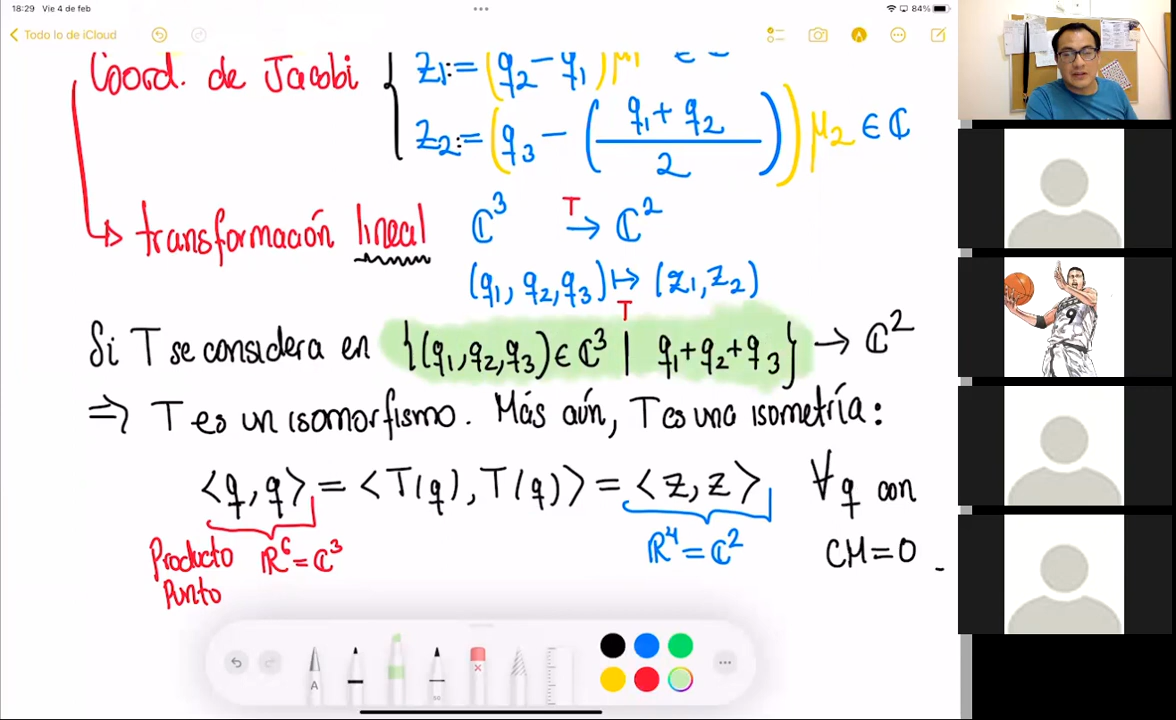 18:29 Vie 4 de feb
84%
Todo lo de iCloud
Coord. de Jacobi
z₁:= (q₂ - q₁) μ₁ ∈ ℂ
z₂:= (q₃ - ((q₁ + q₂)/2)) μ₂ ∈ ℂ
↳ transformación lineal ℂ³ T→ ℂ²
(q₁, q₂, q₃) ↦ (z₁, z₂)
T
Si T se considera en {(q₁, q₂, q₃) ∈ ℂ³ | q₁+q₂+q₃} → ℂ²
⇒ T es un isomorfismo. Más aún, T es una isometría:
⟨q, q⟩ = ⟨T(q), T(q)⟩ = ⟨z, z⟩ ∀q con
Producto ℝ⁶ = ℂ³ ℝ⁴ = ℂ² CM = 0
Punto
A
50
9